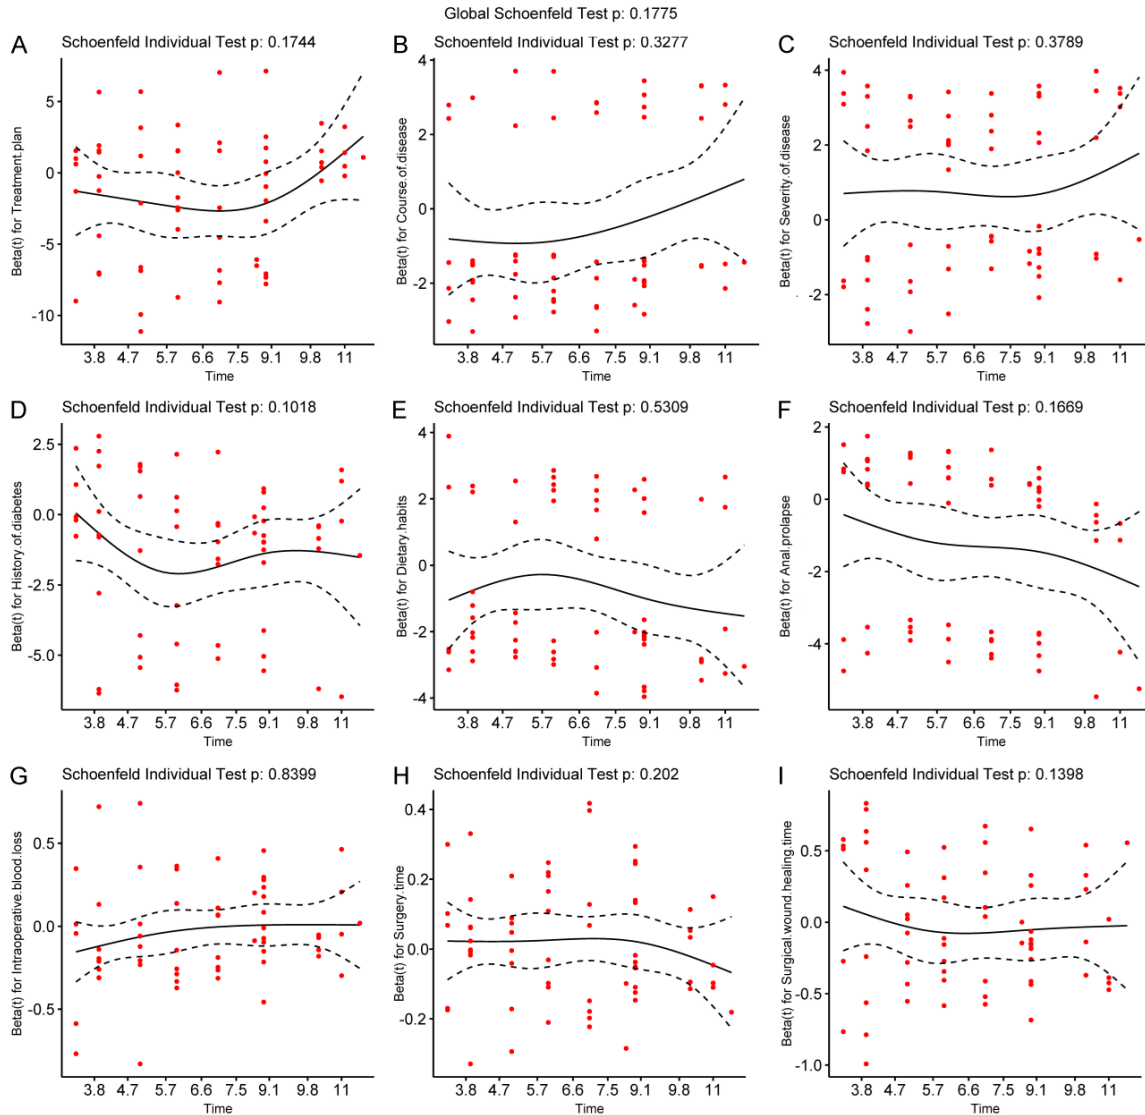 Global Schoenfeld Test p: 0.1775
A
Schoenfeld Individual Test p: 0.1744
Beta(t) for Treatment.plan
5
0
-5
-10
3.8 4.7 5.7 6.6 7.5 9.1 9.8 11
Time
B
Schoenfeld Individual Test p: 0.3277
Beta(t) for Course.of.disease
4
2
0
-2
3.8 4.7 5.7 6.6 7.5 9.1 9.8 11
Time
C
Schoenfeld Individual Test p: 0.3789
Beta(t) for Severity.of.disease
4
2
0
-2
3.8 4.7 5.7 6.6 7.5 9.1 9.8 11
Time
D
Schoenfeld Individual Test p: 0.1018
Beta(t) for History.of.diabetes
2.5
0.0
-2.5
-5.0
3.8 4.7 5.7 6.6 7.5 9.1 9.8 11
Time
E
Schoenfeld Individual Test p: 0.5309
Beta(t) for Dietary.habits
4
2
0
-2
-4
3.8 4.7 5.7 6.6 7.5 9.1 9.8 11
Time
F
Schoenfeld Individual Test p: 0.1669
Beta(t) for Anal.prolapse
2
0
-2
-4
3.8 4.7 5.7 6.6 7.5 9.1 9.8 11
Time
G
Schoenfeld Individual Test p: 0.8399
Beta(t) for Intraoperative.blood.loss
0.5
0.0
-0.5
3.8 4.7 5.7 6.6 7.5 9.1 9.8 11
Time
H
Schoenfeld Individual Test p: 0.202
Beta(t) for Surgery.time
0.4
0.2
0.0
-0.2
3.8 4.7 5.7 6.6 7.5 9.1 9.8 11
Time
I
Schoenfeld Individual Test p: 0.1398
Beta(t) for Surgical.wound.healing.time
0.5
0.0
-0.5
-1.0
3.8 4.7 5.7 6.6 7.5 9.1 9.8 11
Time